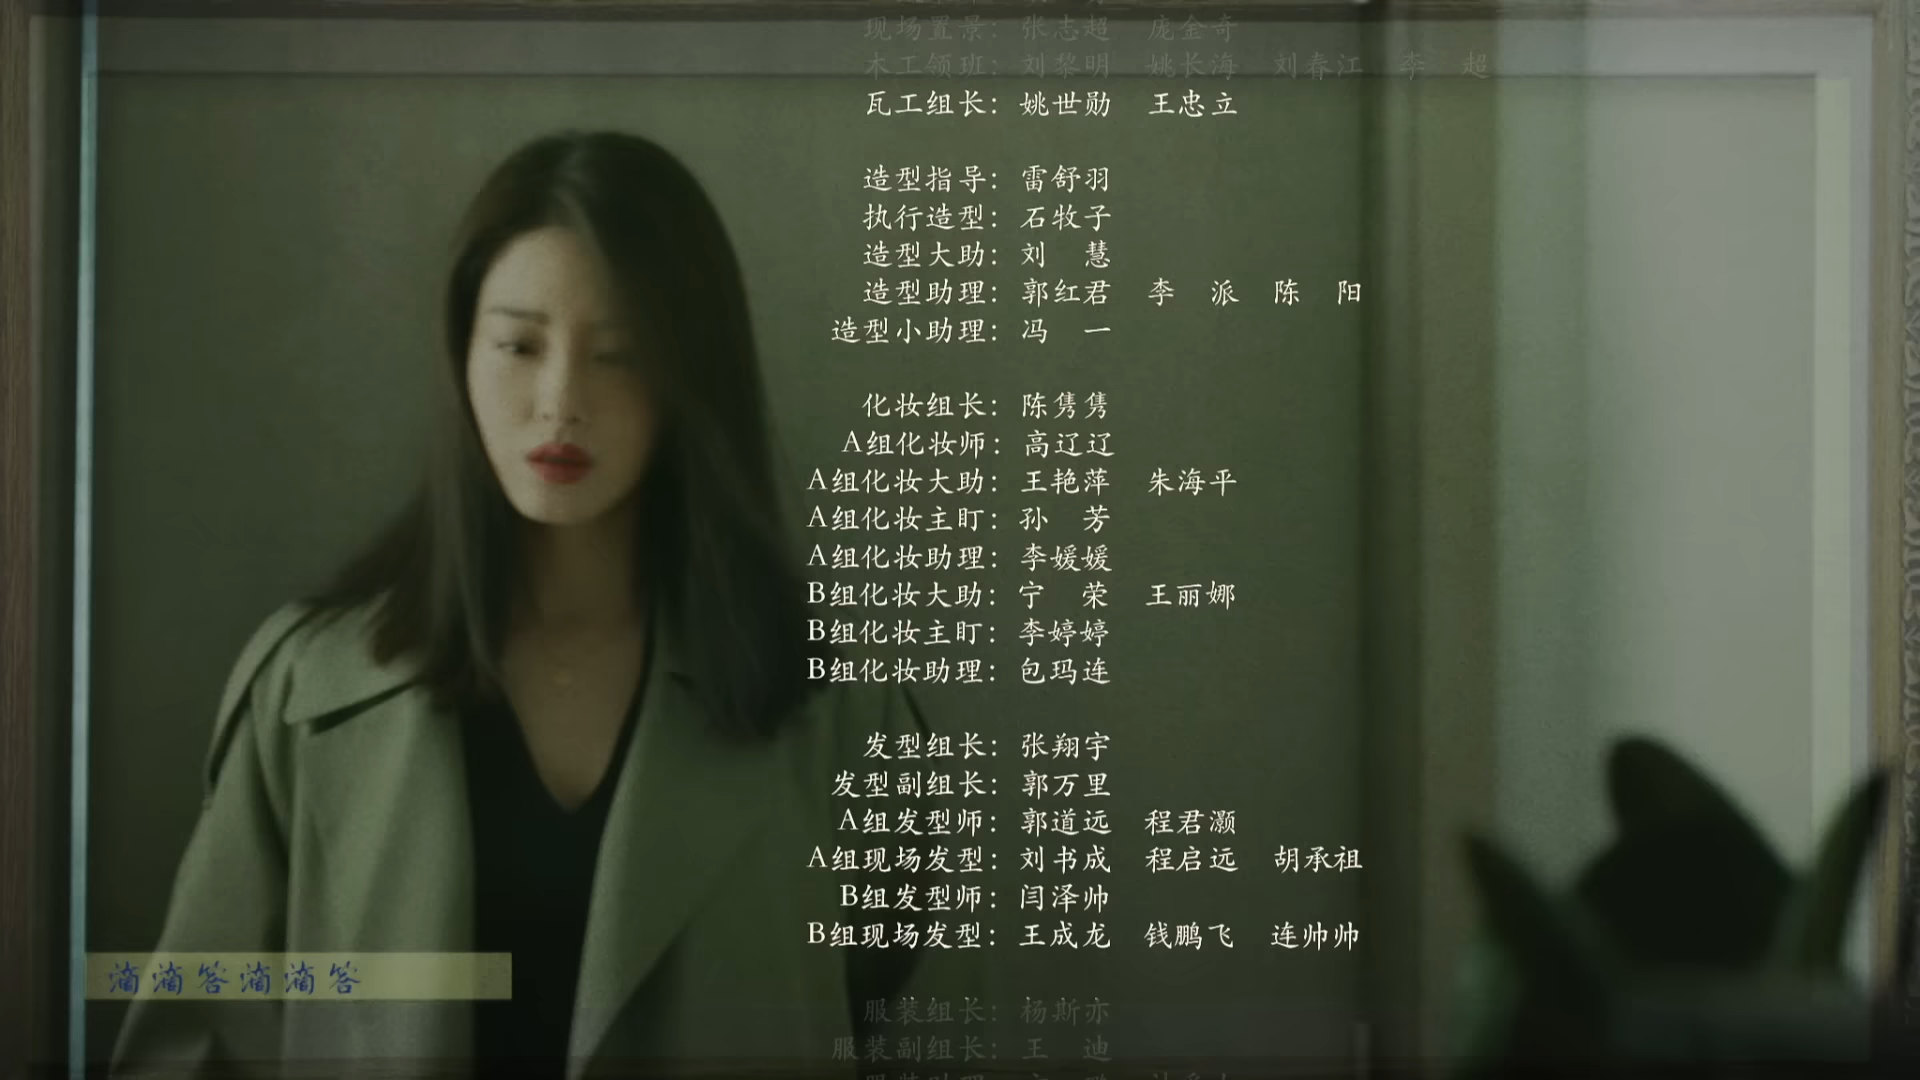 现场置景：张志超 庞金奇
木工领班：刘黎明 姚长海 刘春江 李 超
瓦工组长：姚世勋 王忠立
造型指导：雷舒羽
执行造型：石牧子
造型大助：刘 慧
造型助理：郭红君 李 派 陈 阳
造型小助理：冯 一
化妆组长：陈隽隽
A组化妆师：高辽辽
A组化妆大助：王艳萍 朱海平
A组化妆主盯：孙 芳
A组化妆助理：李媛媛
B组化妆大助：宁 荣 王丽娜
B组化妆主盯：李婷婷
B组化妆助理：包玛连
发型组长：张翔宇
发型副组长：郭万里
A组发型师：郭道远 程君灏
A组现场发型：刘书成 程启远 胡承祖
B组发型师：闫泽帅
B组现场发型：王成龙 钱鹏飞 连帅帅
滴滴答滴滴答
服装组长：杨斯亦
服装副组长：王 迪